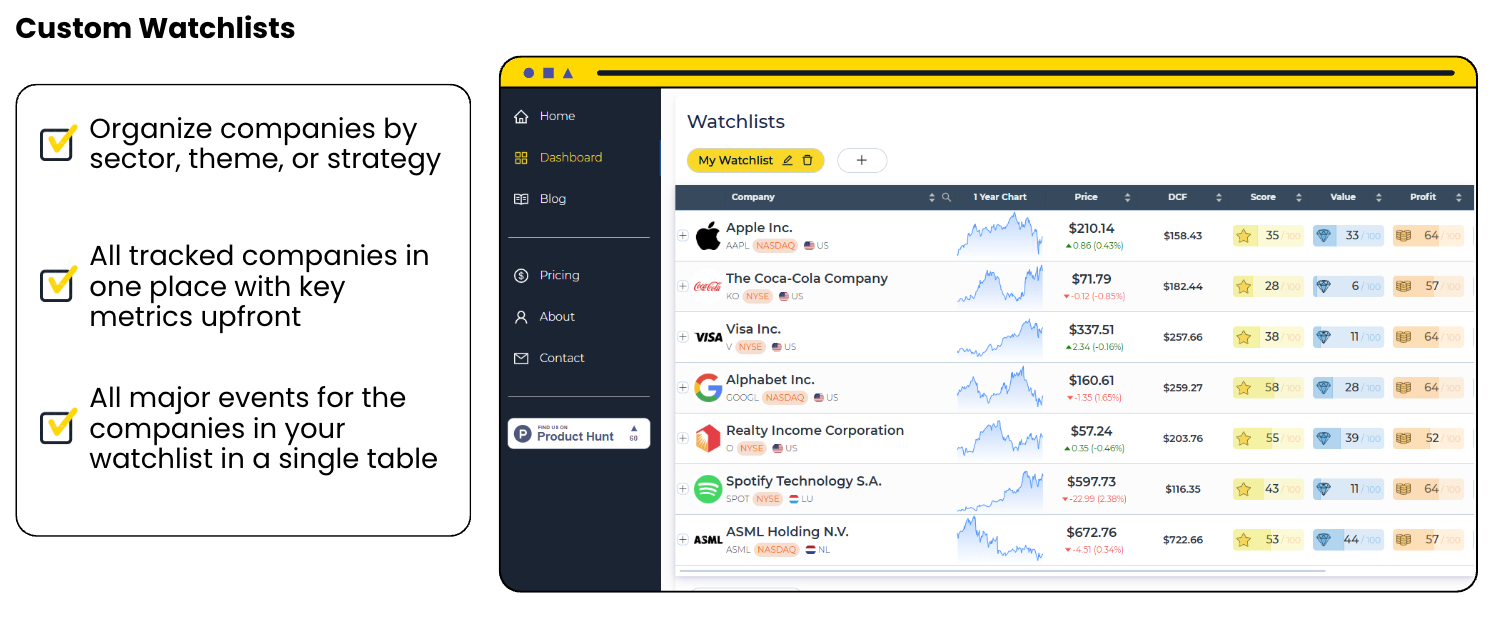 Custom Watchlists
Organize companies by
sector, theme, or strategy
All tracked companies in
one place with key
metrics upfront
All major events for the
companies in your
watchlist in a single table
Home
Dashboard
Blog
Pricing
About
Contact
FIND US ON
P Product Hunt 60
Watchlists
My Watchlist +
Company 1 Year Chart Price DCF Score Value Profit
Apple Inc. $210.14 $158.43 35 /100 33 /100 64 /100
AAPL NASDAQ US ▲0.86 (0.43%)
Coca-Cola The Coca-Cola Company $71.79 $182.44 28 /100 6 /100 57 /100
KO NYSE US ▼-0.12 (-0.85%)
VISA Visa Inc. $337.51 $257.66 38 /100 11 /100 64 /100
V NYSE US ▲2.34 (-0.16%)
Alphabet Inc. $160.61 $259.27 58 /100 28 /100 64 /100
GOOGL NASDAQ US ▼-1.35 (1.65%)
Realty Income Corporation $57.24 $203.76 55 /100 39 /100 52 /100
O NYSE US ▲0.35 (-0.46%)
Spotify Technology S.A. $597.73 $116.35 43 /100 11 /100 64 /100
SPOT NYSE LU ▼-22.99 (2.38%)
ASML ASML Holding N.V. $672.76 $722.66 53 /100 44 /100 57 /100
ASML NASDAQ NL ▼-4.51 (0.34%)